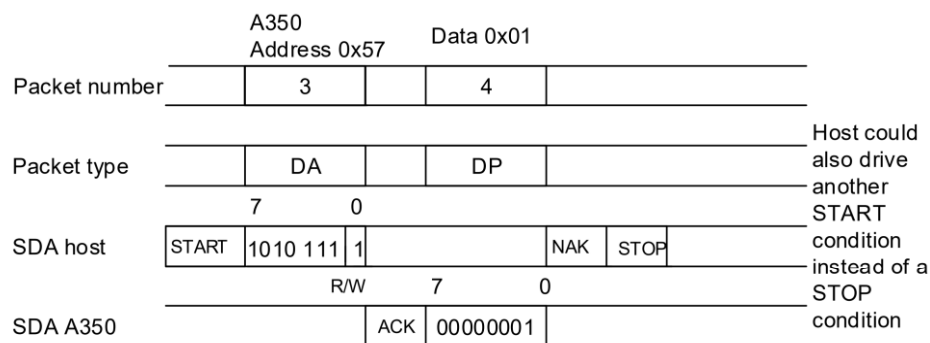 A350
Address 0x57
Data 0x01
Packet number
3
4
Packet type
DA
DP
7
0
SDA host
START
1010 111
1
NAK
STOP
R/W
7
0
SDA A350
ACK
00000001
Host could
also drive
another
START
condition
instead of a
STOP
condition